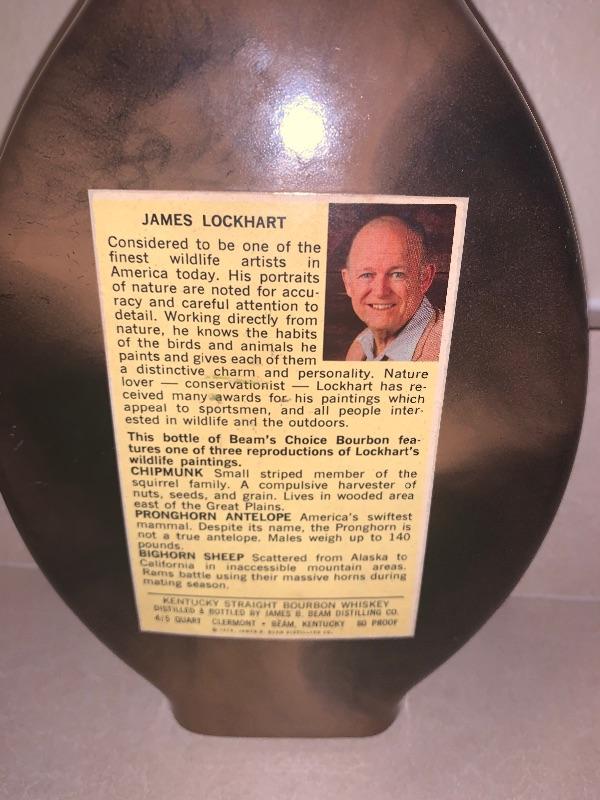 JAMES LOCKHART
Considered to be one of the
finest wildlife artists in
America today. His portraits
of nature are noted for accu-
racy and careful attention to
detail. Working directly from
nature, he knows the habits
of the birds and animals he
paints and gives each of them
a distinctive charm and personality. Nature
lover — conservationist — Lockhart has re-
ceived many awards for his paintings which
appeal to sportsmen, and all people inter-
ested in wildlife and the outdoors.
This bottle of Beam's Choice Bourbon fea-
tures one of three reproductions of Lockhart's
wildlife paintings.
CHIPMUNK Small striped member of the
squirrel family. A compulsive harvester of
nuts, seeds, and grain. Lives in wooded area
east of the Great Plains.
PRONGHORN ANTELOPE America's swiftest
mammal. Despite its name, the Pronghorn is
not a true antelope. Males weigh up to 140
pounds.
BIGHORN SHEEP Scattered from Alaska to
California in inaccessible mountain areas.
Rams battle using their massive horns during
mating season.
KENTUCKY STRAIGHT BOURBON WHISKEY
DISTILLED & BOTTLED BY JAMES B. BEAM DISTILLING CO.
4/5 QUART CLERMONT • BEAM, KENTUCKY 80 PROOF
JAMES B. BEAM DISTILLING CO.